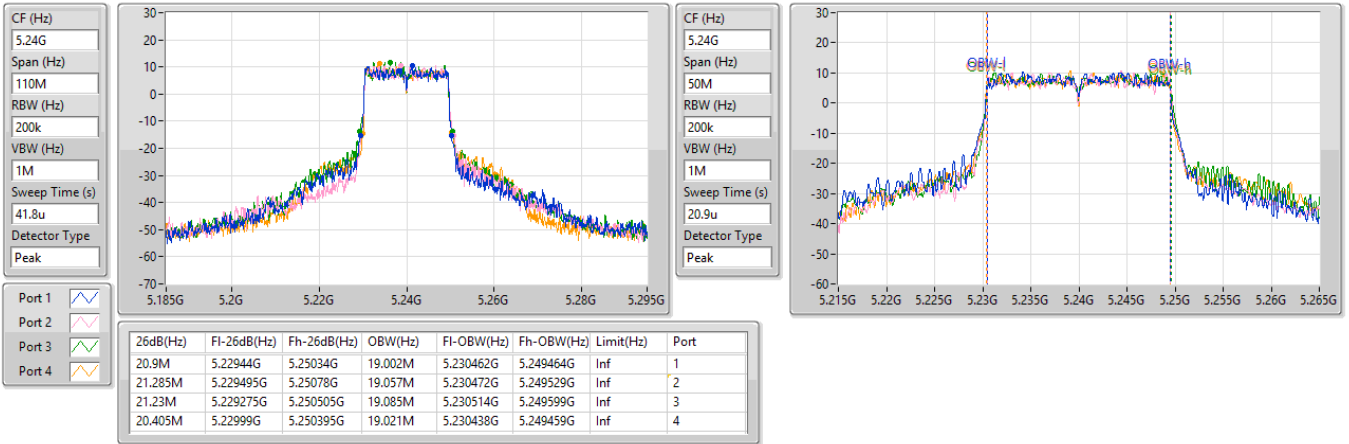 CF (Hz)
5.24G
Span (Hz)
110M
RBW (Hz)
200k
VBW (Hz)
1M
Sweep Time (s)
41.8u
Detector Type
Peak
30
20
10
0
-10
-20
-30
-40
-50
-60
-70
5.185G 5.2G 5.22G 5.24G 5.26G 5.28G 5.295G
CF (Hz)
5.24G
Span (Hz)
50M
RBW (Hz)
200k
VBW (Hz)
1M
Sweep Time (s)
20.9u
Detector Type
Peak
30
20
10
0
-10
-20
-30
-40
-50
-60
OBW-l OBW-h
5.215G 5.22G 5.225G 5.23G 5.235G 5.24G 5.245G 5.25G 5.255G 5.26G 5.265G
Port 1
Port 2
Port 3
Port 4
26dB(Hz) Fl-26dB(Hz) Fh-26dB(Hz) OBW(Hz) Fl-OBW(Hz) Fh-OBW(Hz) Limit(Hz) Port
20.9M 5.22944G 5.25034G 19.002M 5.230462G 5.249464G Inf 1
21.285M 5.229495G 5.25078G 19.057M 5.230472G 5.249529G Inf 2
21.23M 5.229275G 5.250505G 19.085M 5.230514G 5.249599G Inf 3
20.405M 5.22999G 5.250395G 19.021M 5.230438G 5.249459G Inf 4